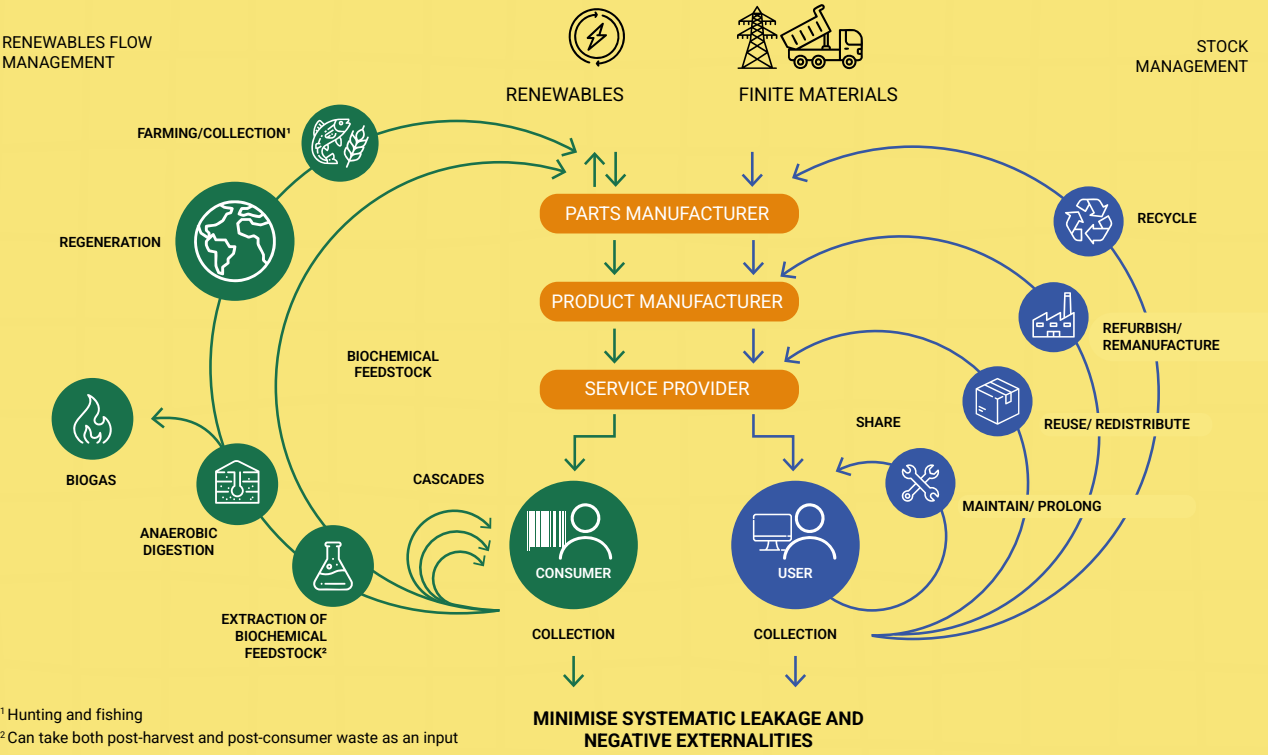 RENEWABLES FLOW
MANAGEMENT
RENEWABLES
FINITE MATERIALS
STOCK
MANAGEMENT
FARMING/COLLECTION¹
REGENERATION
PARTS MANUFACTURER
RECYCLE
PRODUCT MANUFACTURER
REFURBISH/
REMANUFACTURE
BIOCHEMICAL
FEEDSTOCK
SERVICE PROVIDER
SHARE
REUSE/ REDISTRIBUTE
BIOGAS
CASCADES
MAINTAIN/ PROLONG
ANAEROBIC
DIGESTION
CONSUMER
USER
EXTRACTION OF
BIOCHEMICAL
FEEDSTOCK²
COLLECTION
COLLECTION
¹ Hunting and fishing
² Can take both post-harvest and post-consumer waste as an input
MINIMISE SYSTEMATIC LEAKAGE AND
NEGATIVE EXTERNALITIES